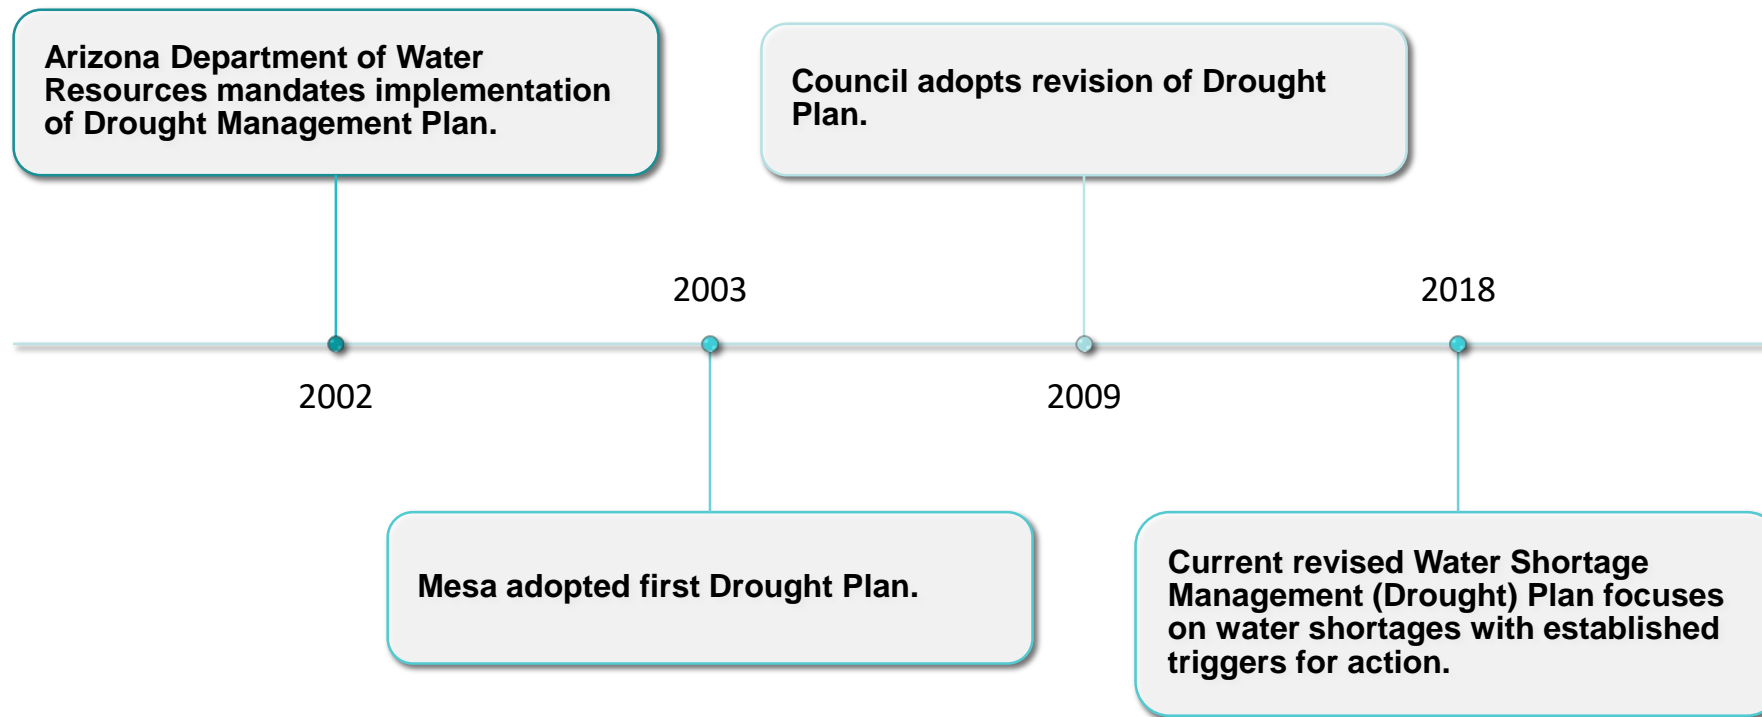 Arizona Department of Water
Resources mandates implementation
of Drought Management Plan.
2002
2003
Mesa adopted first Drought Plan.
Council adopts revision of Drought
Plan.
2009
2018
Current revised Water Shortage
Management (Drought) Plan focuses
on water shortages with established
triggers for action.